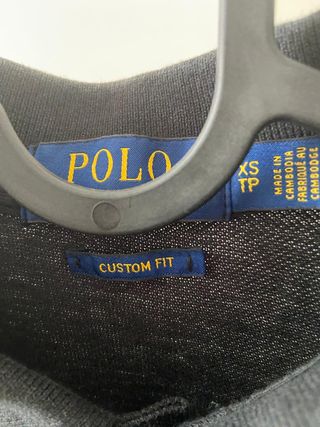 POLO
XS
TP
MADE IN
CAMBODIA
FABRIQUÉ AU
CAMBODGE
CUSTOM FIT